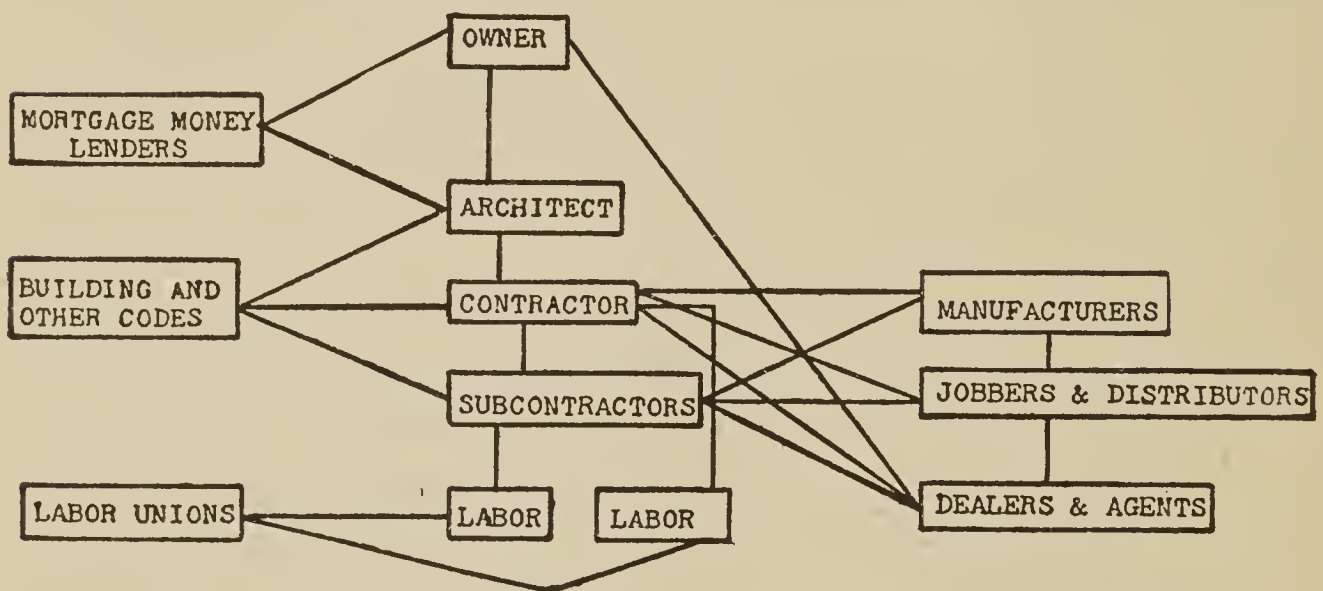 OWNER
MORTGAGE MONEY
LENDERS
ARCHITECT
BUILDING AND
OTHER CODES
CONTRACTOR
MANUFACTURERS
SUBCONTRACTORS
JOBBERS & DISTRIBUTORS
LABOR UNIONS
LABOR
LABOR
DEALERS & AGENTS